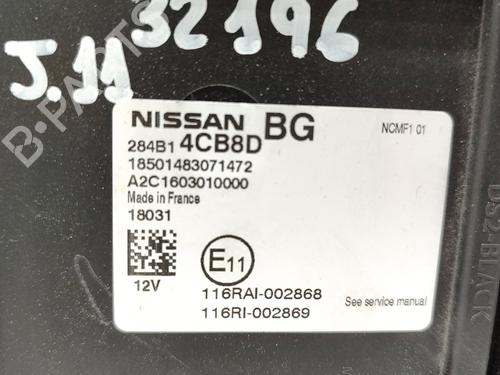 32196
J.11
NISSAN BG
NCMF1 01
284B1 4CB8D
18501483071472
A2C1603010000
Made in France
18031
12V
E11
116RAI-002868
116RI-002869
See service manual
DS2-BLACK
B-PARTS